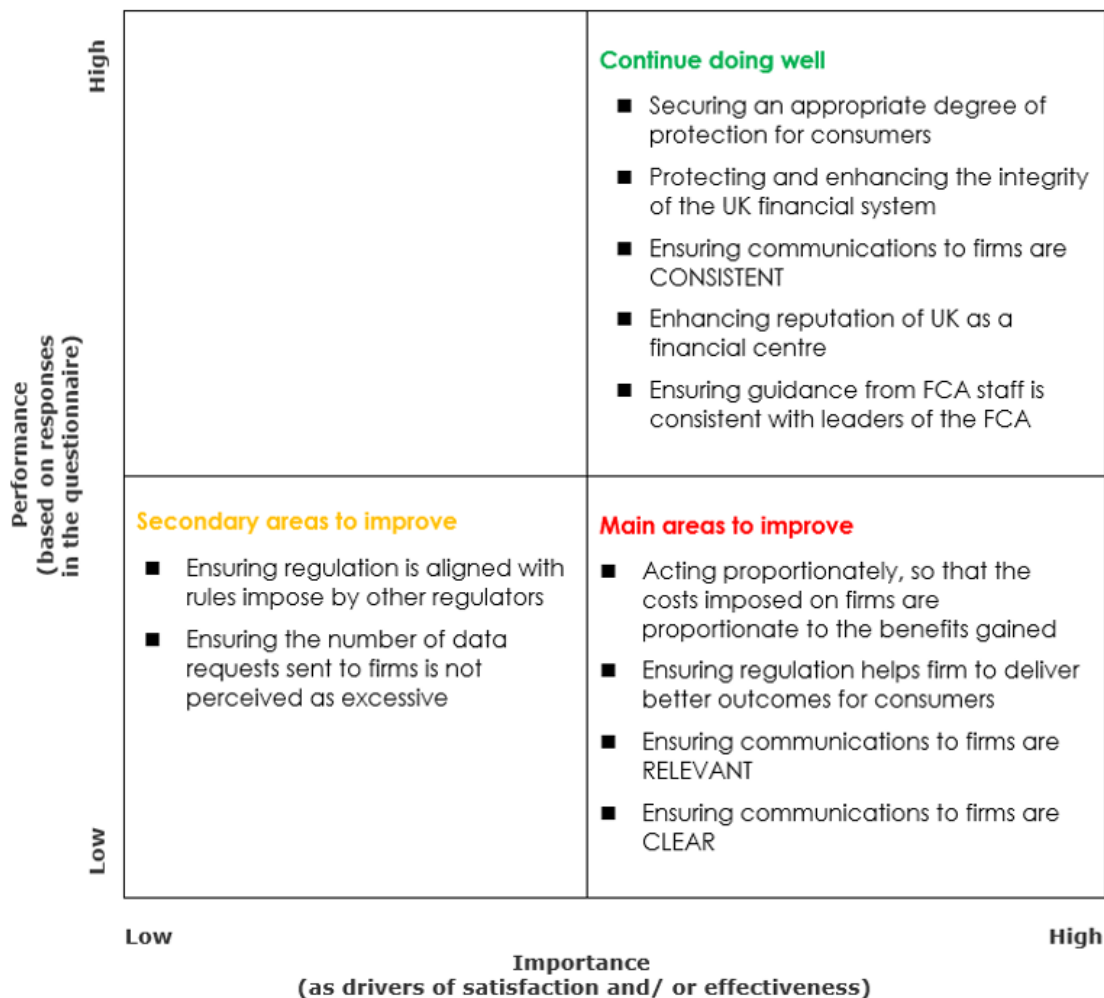 High
Performance
(based on responses
in the questionnaire)
Low
Continue doing well
■ Securing an appropriate degree of
protection for consumers
■ Protecting and enhancing the integrity
of the UK financial system
■ Ensuring communications to firms are
CONSISTENT
■ Enhancing reputation of UK as a
financial centre
■ Ensuring guidance from FCA staff is
consistent with leaders of the FCA
Secondary areas to improve
■ Ensuring regulation is aligned with
rules impose by other regulators
■ Ensuring the number of data
requests sent to firms is not
perceived as excessive
Main areas to improve
■ Acting proportionately, so that the
costs imposed on firms are
proportionate to the benefits gained
■ Ensuring regulation helps firm to deliver
better outcomes for consumers
■ Ensuring communications to firms are
RELEVANT
■ Ensuring communications to firms are
CLEAR
Low
High
Importance
(as drivers of satisfaction and/ or effectiveness)